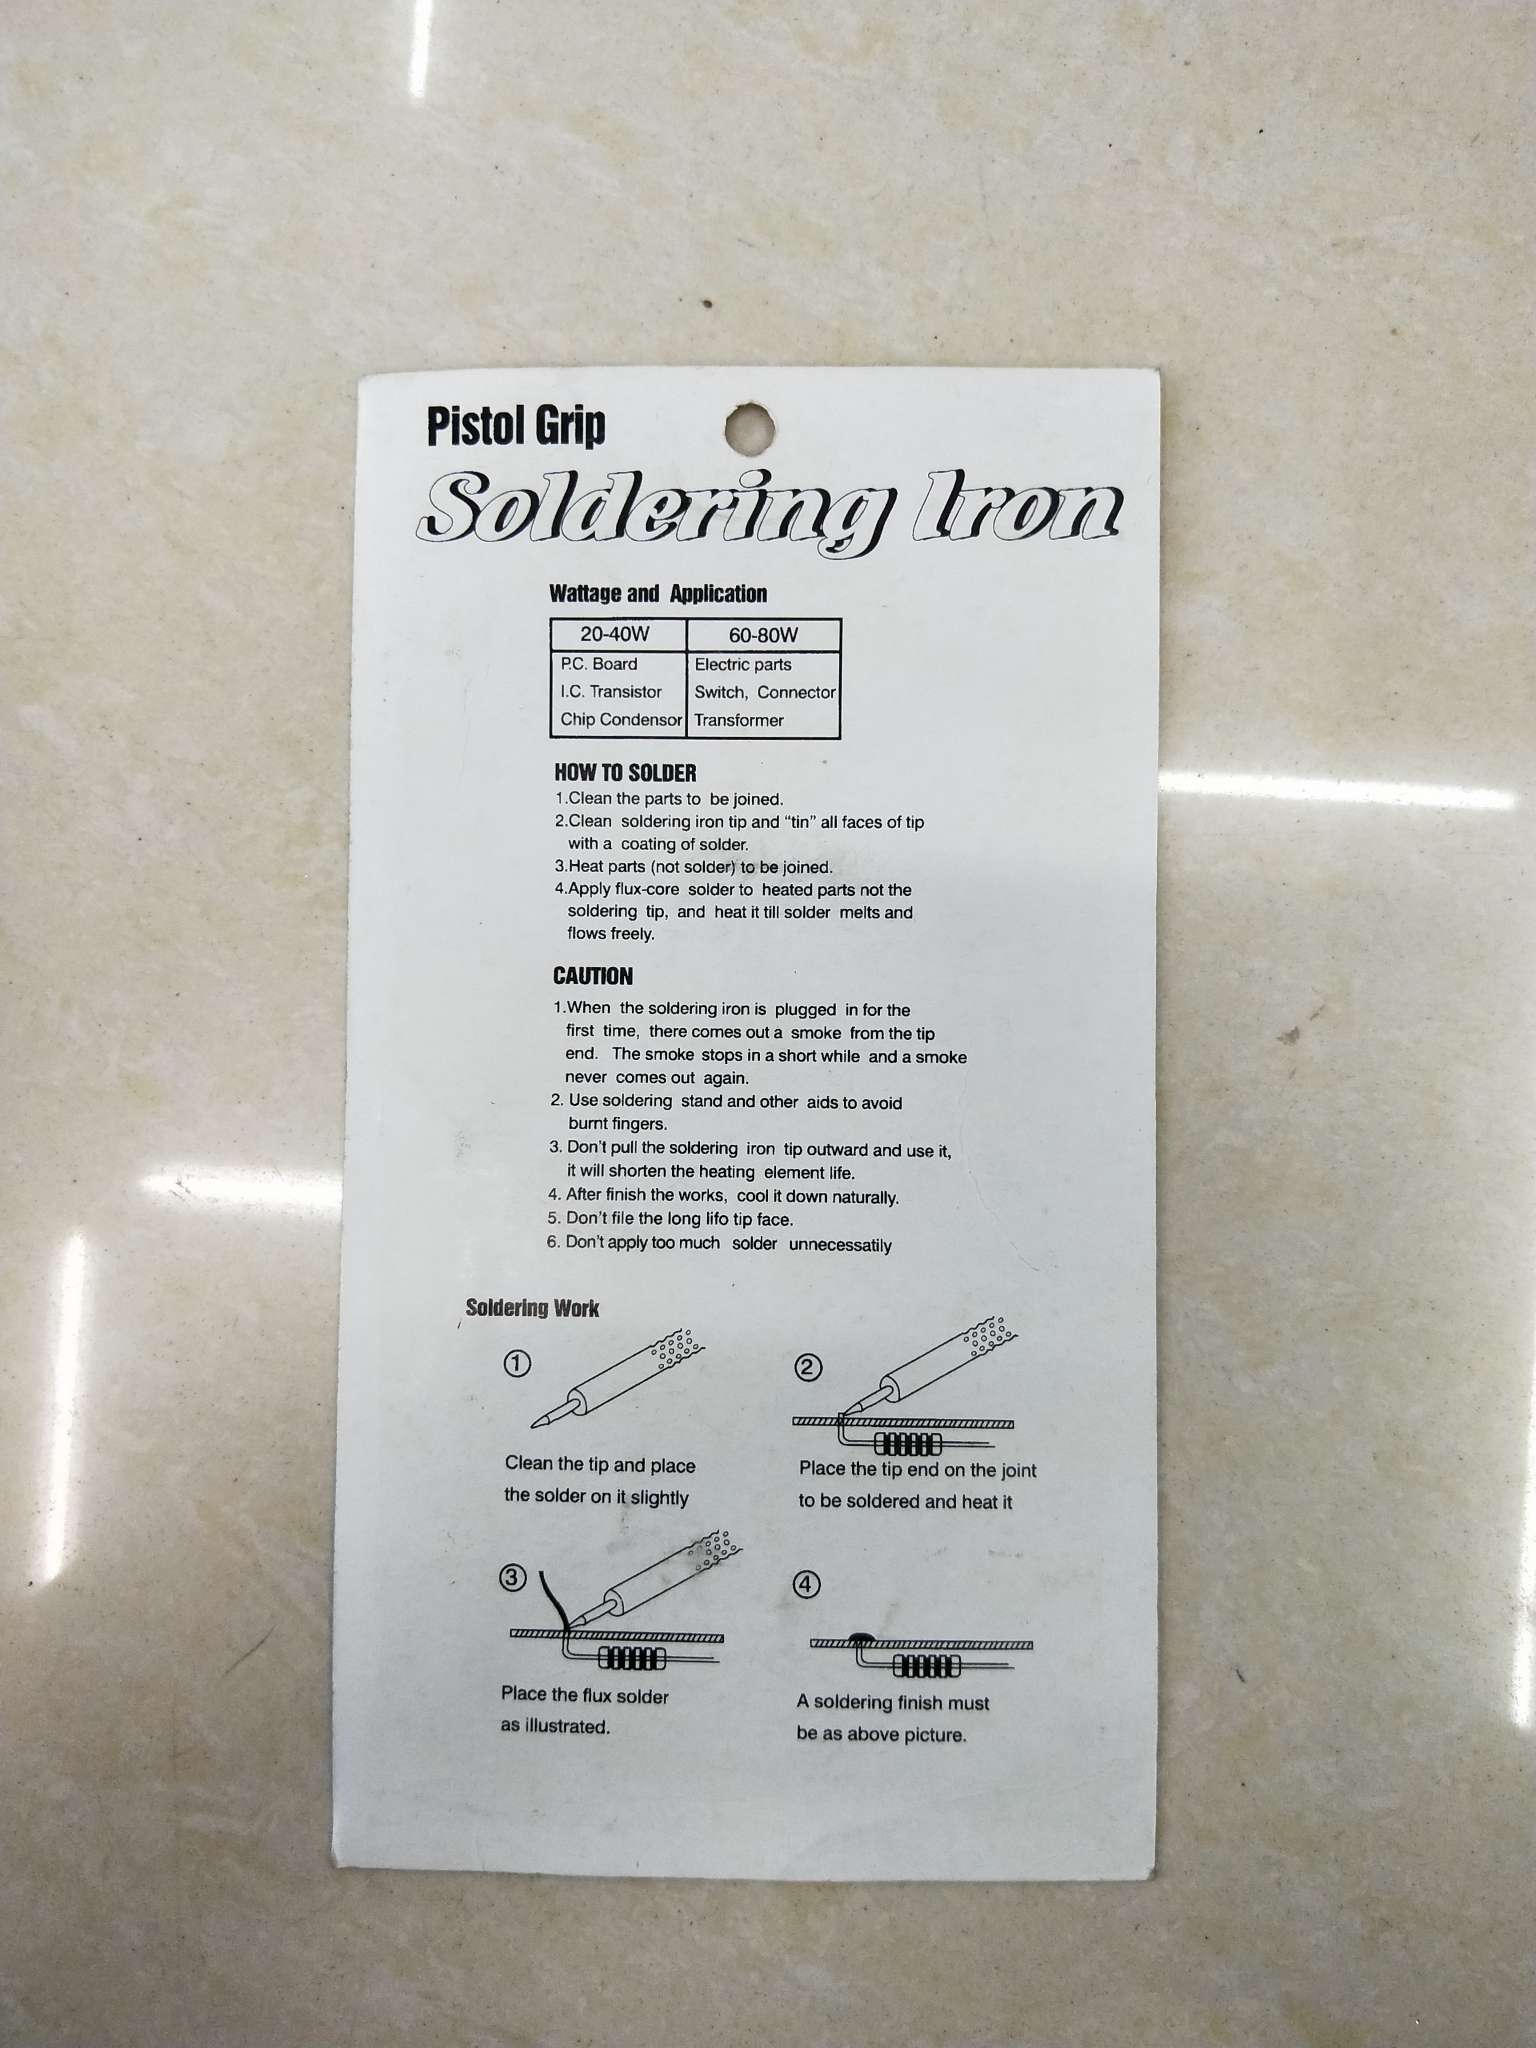 Pistol Grip
Soldering Iron
Wattage and Application
20-40W 60-80W
P.C. Board Electric parts
I.C. Transistor Switch, Connector
Chip Condensor Transformer
HOW TO SOLDER
1.Clean the parts to be joined.
2.Clean soldering iron tip and “tin” all faces of tip
with a coating of solder.
3.Heat parts (not solder) to be joined.
4.Apply flux-core solder to heated parts not the
soldering tip, and heat it till solder melts and
flows freely.
CAUTION
1.When the soldering iron is plugged in for the
first time, there comes out a smoke from the tip
end. The smoke stops in a short while and a smoke
never comes out again.
2. Use soldering stand and other aids to avoid
burnt fingers.
3. Don't pull the soldering iron tip outward and use it,
it will shorten the heating element life.
4. After finish the works, cool it down naturally.
5. Don't file the long lifo tip face.
6. Don't apply too much solder unnecessatily
Soldering Work
1
Clean the tip and place
the solder on it slightly
2
Place the tip end on the joint
to be soldered and heat it
3
Place the flux solder
as illustrated.
4
A soldering finish must
be as above picture.